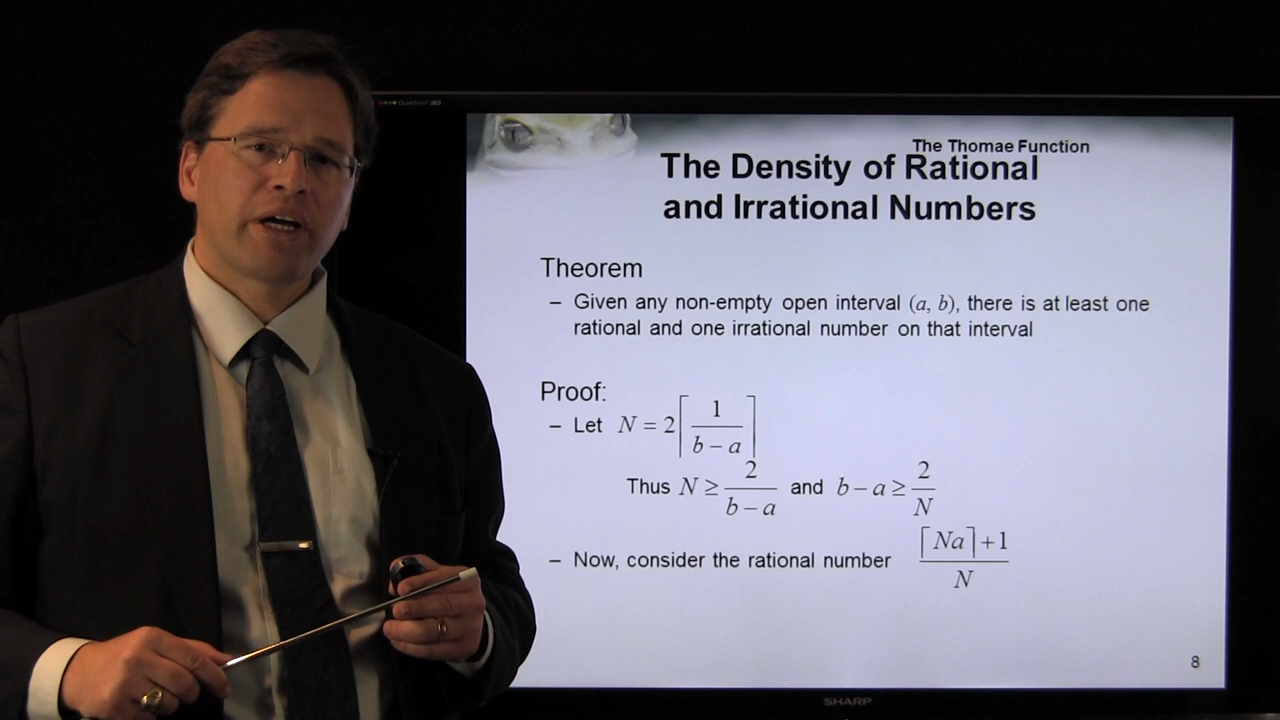 Quattron 3D
The Thomae Function
The Density of Rational
and Irrational Numbers
Theorem
– Given any non-empty open interval (a, b), there is at least one
rational and one irrational number on that interval
Proof:
– Let N = 2⌈1/(b – a)⌉
Thus N ≥ 2/(b – a) and b – a ≥ 2/N
– Now, consider the rational number (⌈Na⌉+1)/N
8
SHARP